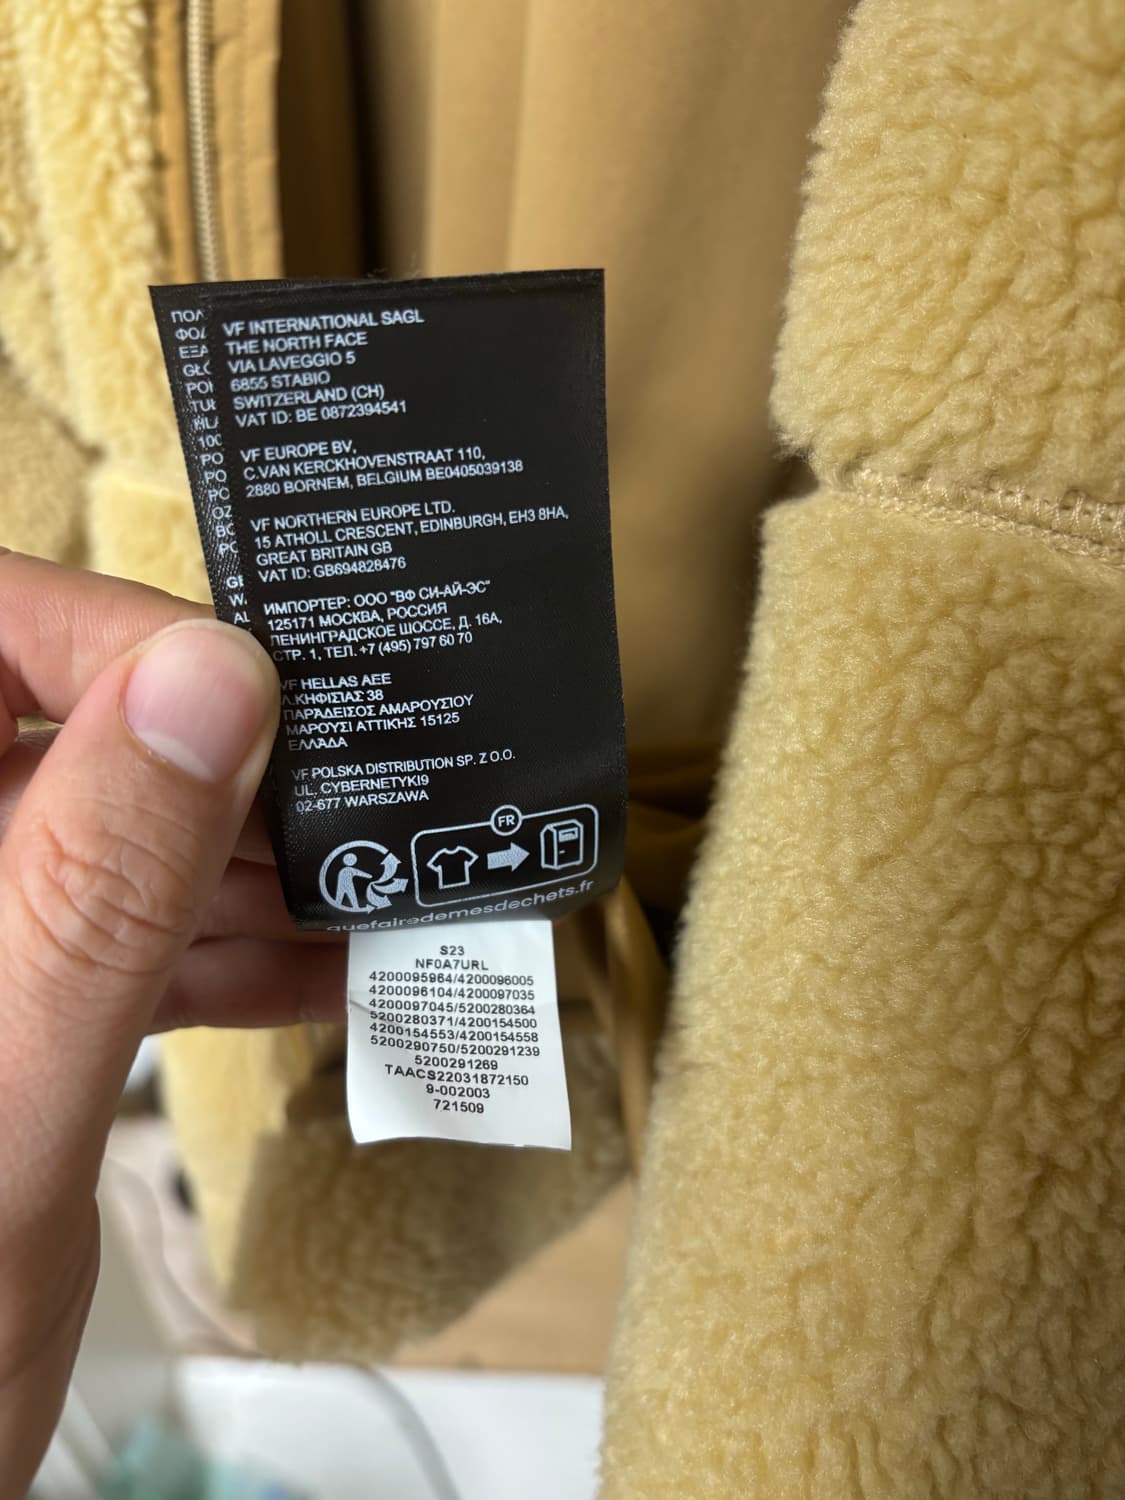 VF INTERNATIONAL SAGL
THE NORTH FACE
VIA LAVEGGIO 5
6855 STABIO
SWITZERLAND (CH)
VAT ID: BE 0872394541
VF EUROPE BV,
C.VAN KERCKHOVENSTRAAT 110,
2880 BORNEM, BELGIUM BE0405039138
VF NORTHERN EUROPE LTD.
15 ATHOLL CRESCENT, EDINBURGH, EH3 8HA,
GREAT BRITAIN GB
VAT ID: GB694828476
ИМПОРТЕР: ООО "ВФ СИ-АЙ-ЭС"
125171 МОСКВА, РОССИЯ
ЛЕНИНГРАДСКОЕ ШОССЕ, Д. 16А,
СТР. 1, ТЕЛ. +7 (495) 797 60 70
VF HELLAS AEE
Λ.ΚΗΦΙΣΙΑΣ 38
ΠΑΡΆΔΕΙΣΟΣ ΑΜΑΡΟΥΣΙΟΥ
ΜΑΡΟΥΣΙ ΑΤΤΙΚΗΣ 15125
ΕΛΛΆΔΑ
VF POLSKA DISTRIBUTION SP. Z O.O.
UL. CYBERNETYKI9
02-677 WARSZAWA
FR
quefairedemesdechets.fr
S23
NF0A7URL
4200095964/4200096005
4200096104/4200097035
4200097045/5200280364
5200280371/4200154500
4200154553/4200154558
5200290750/5200291239
5200291269
TAACS22031872150
9-002003
721509